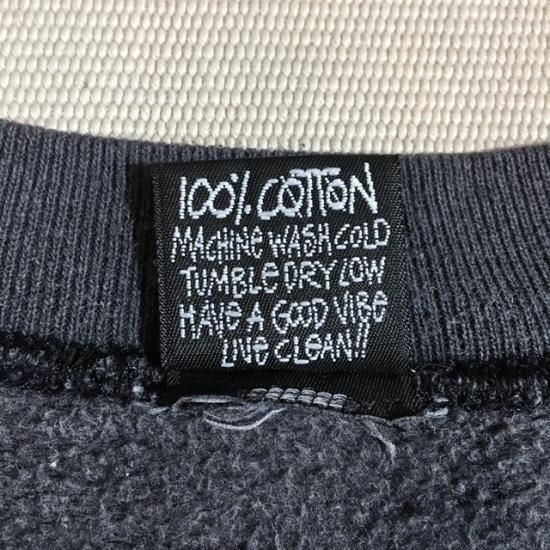 100% COTTON
MACHINE WASH COLD
TUMBLE DRY LOW
HAVE A GOOD VIBE
LIVE CLEAN!!